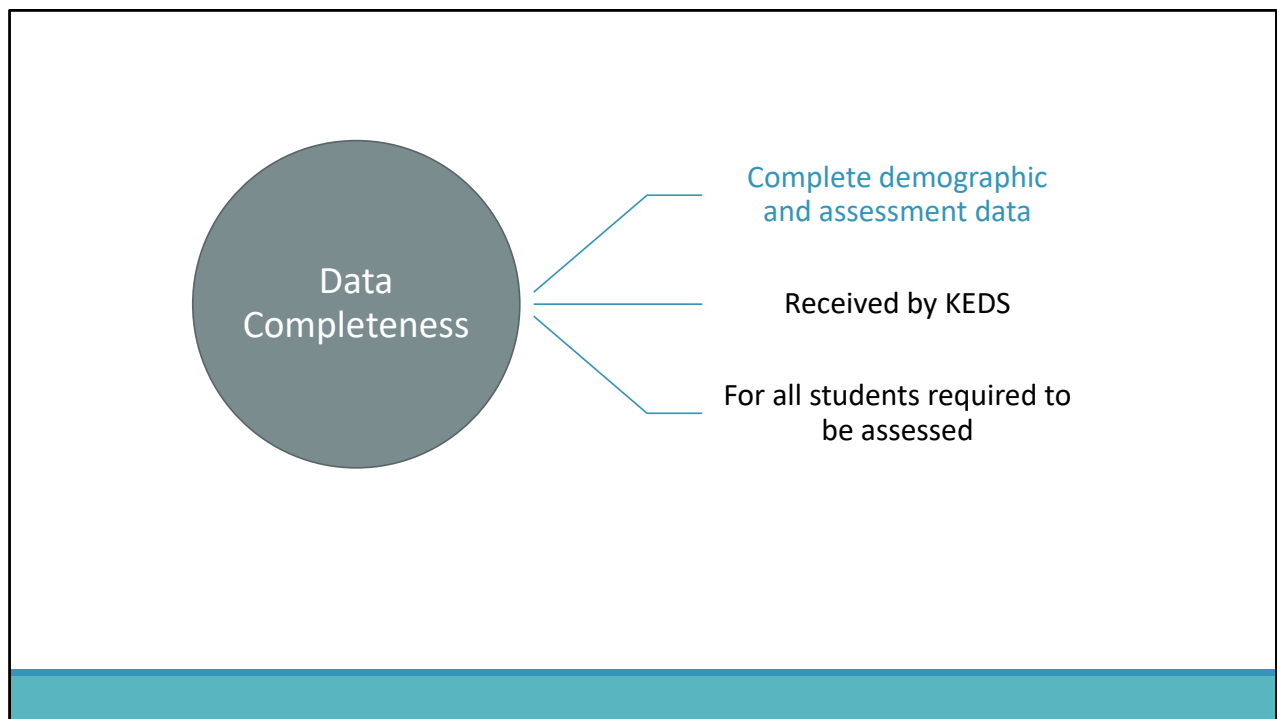 Data
Completeness
Complete demographic
and assessment data
Received by KEDS
For all students required to
be assessed